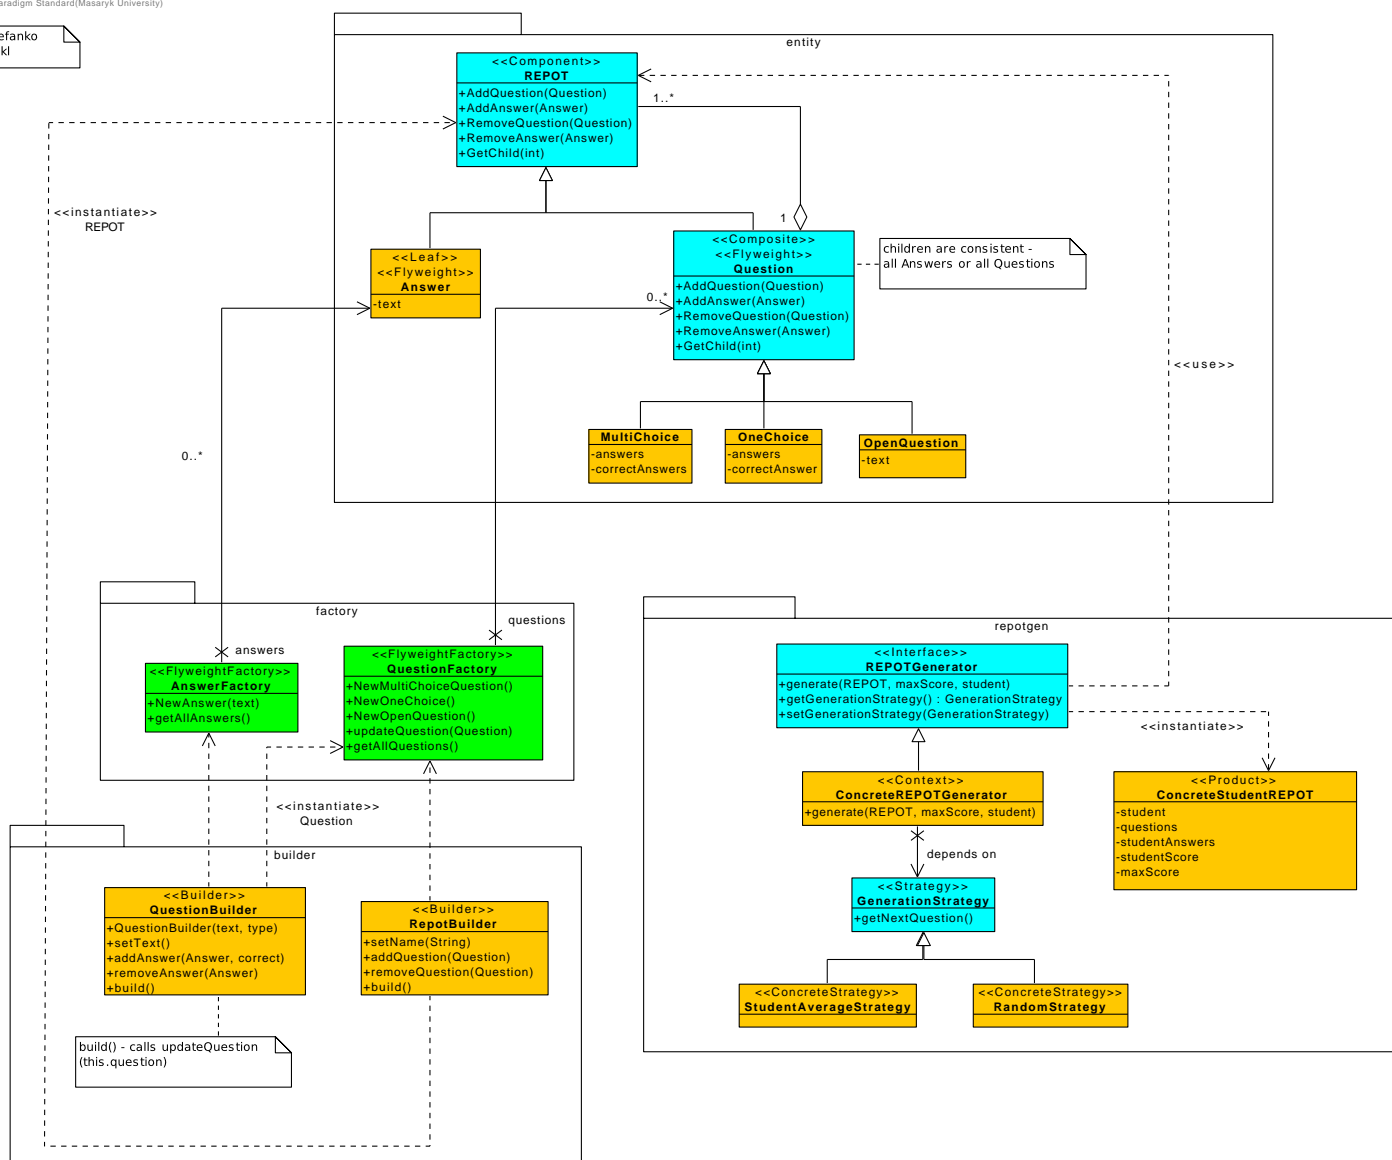 aradigm Standard(Masaryk University)
efanko
kl
entity
<<Component>>
REPOT
+AddQuestion(Question)
+AddAnswer(Answer)
+RemoveQuestion(Question)
+RemoveAnswer(Answer)
+GetChild(int)
1..*
1
<<instantiate>>
REPOT
<<Leaf>>
<<Flyweight>>
Answer
-text
<<Composite>>
<<Flyweight>>
Question
+AddQuestion(Question)
+AddAnswer(Answer)
+RemoveQuestion(Question)
+RemoveAnswer(Answer)
+GetChild(int)
children are consistent -
all Answers or all Questions
0..*
<<use>>
MultiChoice
-answers
-correctAnswers
OneChoice
-answers
-correctAnswer
OpenQuestion
-text
0..*
factory
questions
answers
<<FlyweightFactory>>
AnswerFactory
+NewAnswer(text)
+getAllAnswers()
<<FlyweightFactory>>
QuestionFactory
+NewMultiChoiceQuestion()
+NewOneChoice()
+NewOpenQuestion()
+updateQuestion(Question)
+getAllQuestions()
<<instantiate>>
Question
repotgen
<<Interface>>
REPOTGenerator
+generate(REPOT, maxScore, student)
+getGenerationStrategy() : GenerationStrategy
+setGenerationStrategy(GenerationStrategy)
<<instantiate>>
<<Context>>
ConcreteREPOTGenerator
+generate(REPOT, maxScore, student)
<<Product>>
ConcreteStudentREPOT
-student
-questions
-studentAnswers
-studentScore
-maxScore
depends on
<<Strategy>>
GenerationStrategy
+getNextQuestion()
<<ConcreteStrategy>>
StudentAverageStrategy
<<ConcreteStrategy>>
RandomStrategy
builder
<<Builder>>
QuestionBuilder
+QuestionBuilder(text, type)
+setText()
+addAnswer(Answer, correct)
+removeAnswer(Answer)
+build()
<<Builder>>
RepotBuilder
+setName(String)
+addQuestion(Question)
+removeQuestion(Question)
+build()
build() - calls updateQuestion
(this.question)